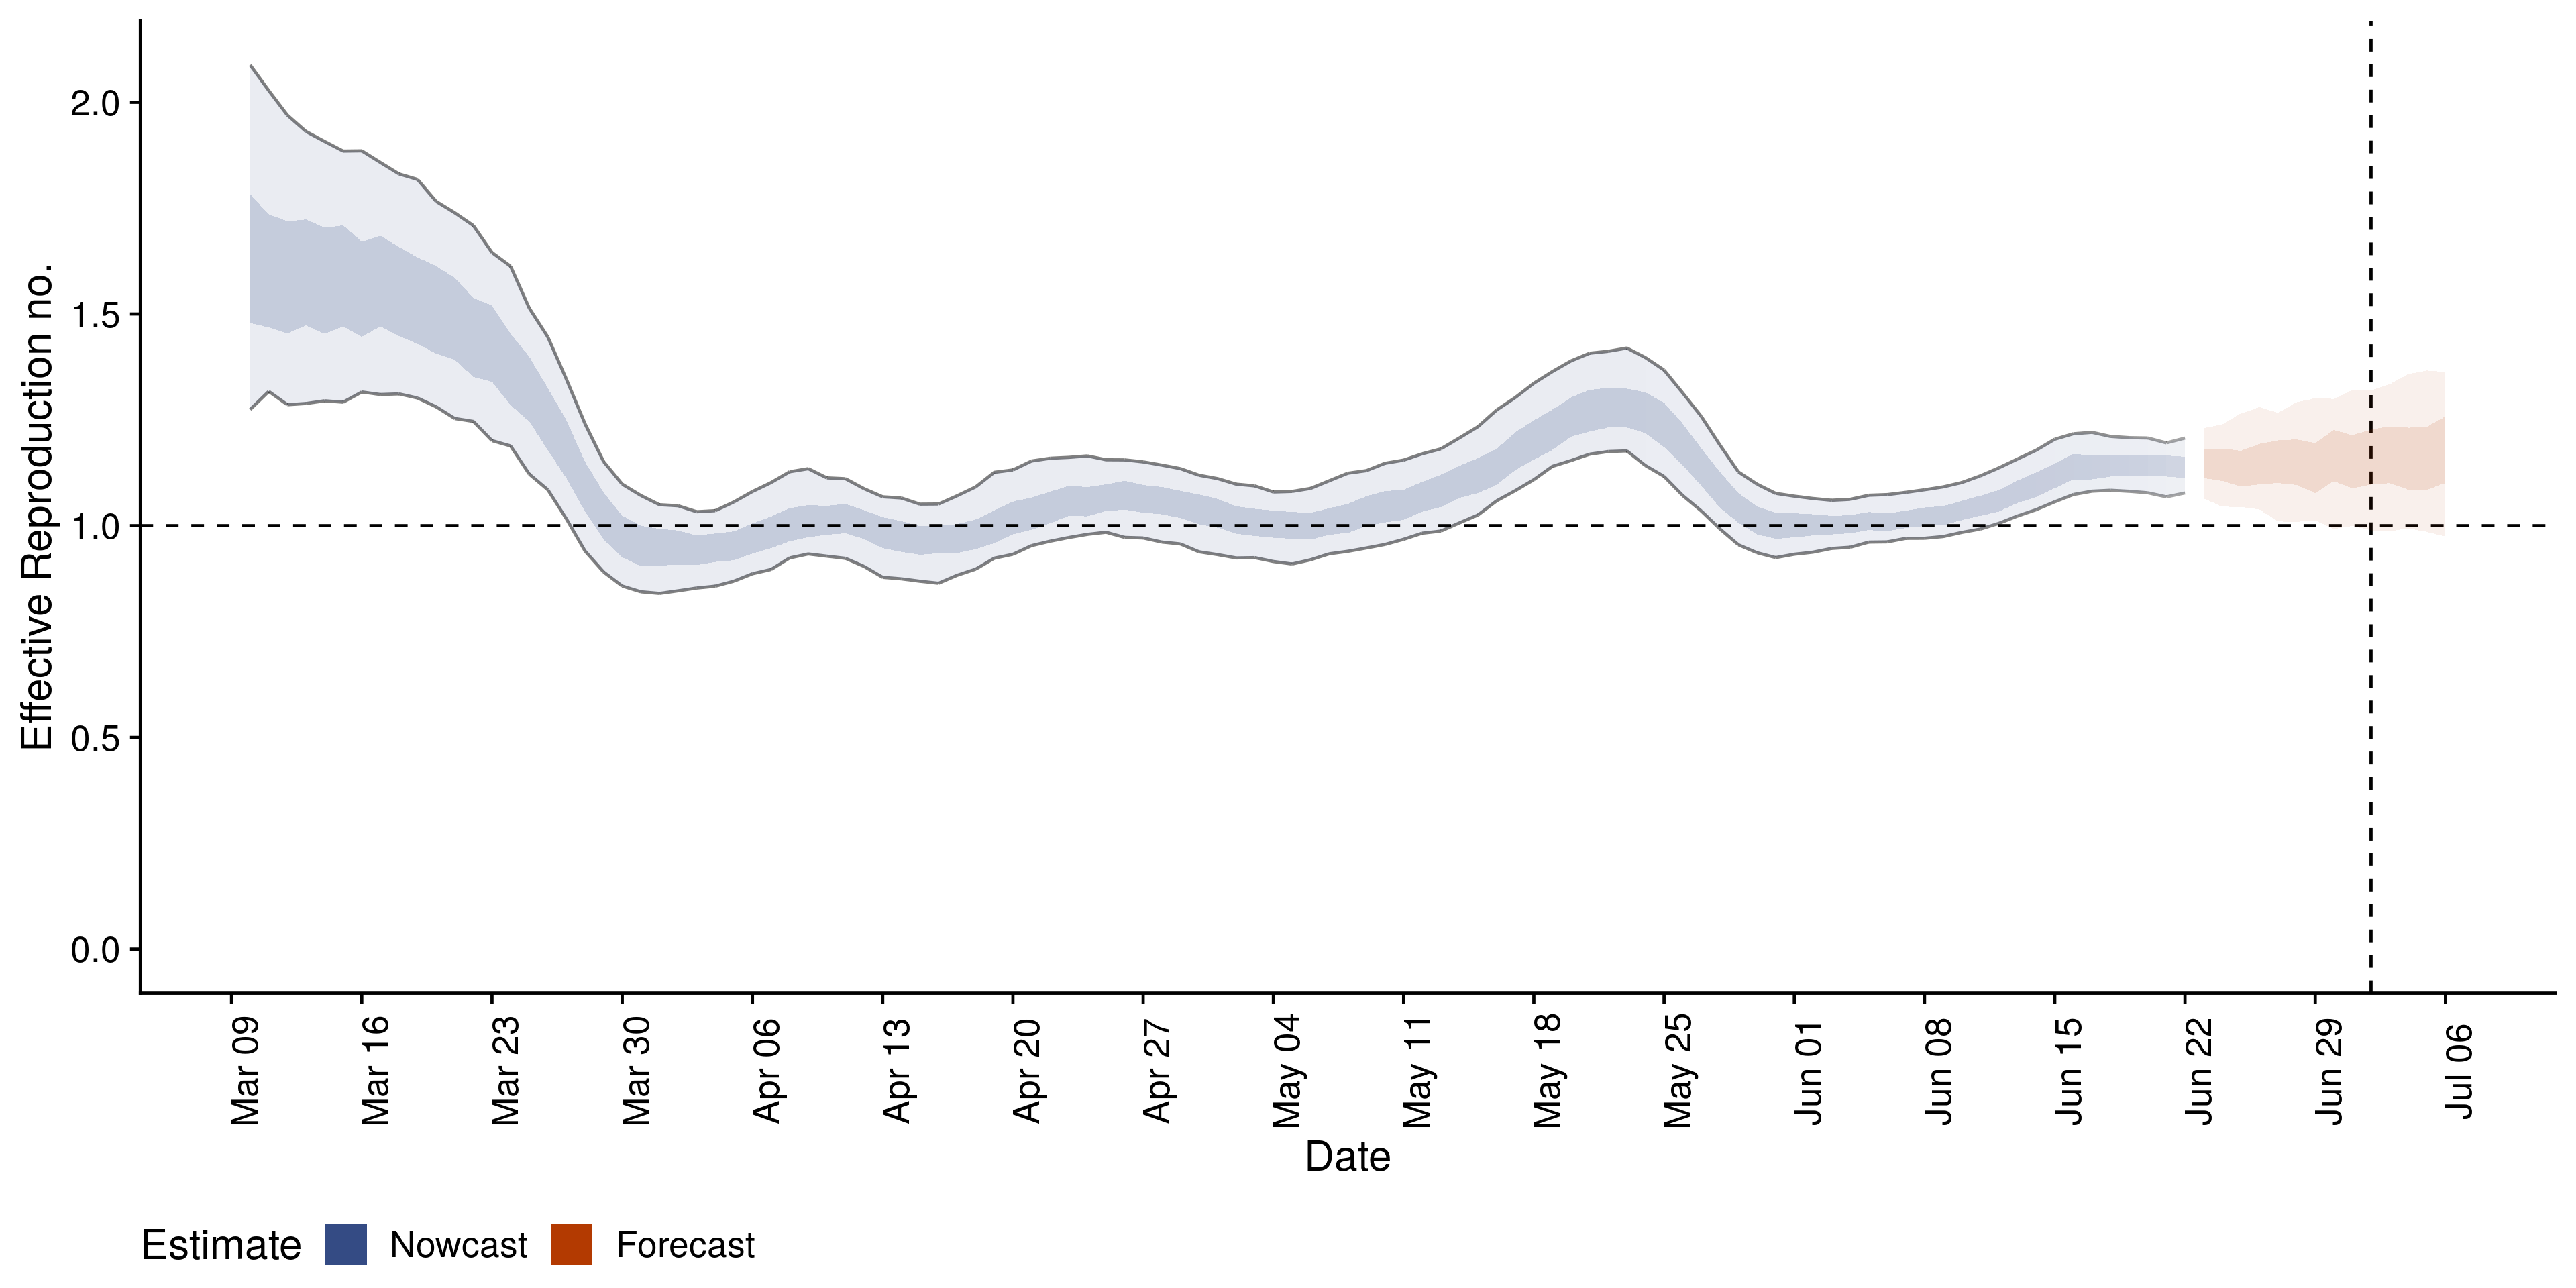 Effective Reproduction no.
2.0
1.5
1.0
0.5
0.0
Mar 09
Mar 16
Mar 23
Mar 30
Apr 06
Apr 13
Apr 20
Apr 27
May 04
May 11
May 18
May 25
Jun 01
Jun 08
Jun 15
Jun 22
Jun 29
Jul 06
Date
Estimate Nowcast Forecast